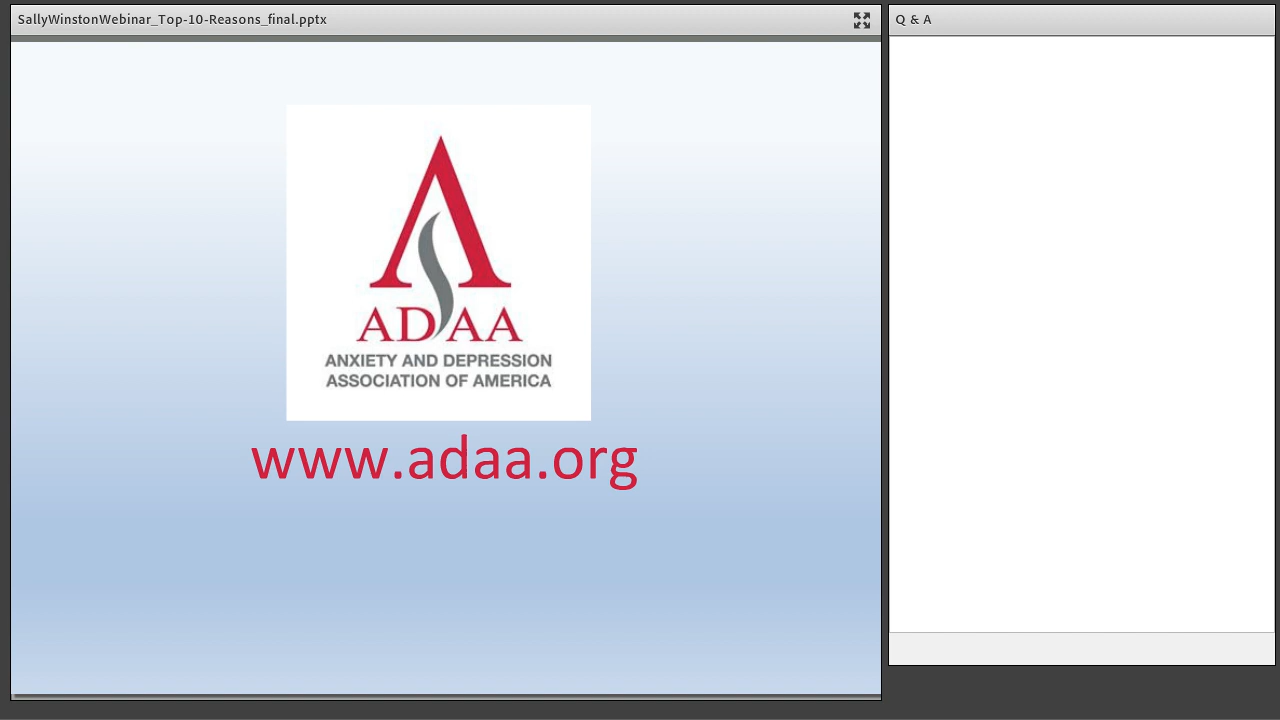 SallyWinstonWebinar_Top-10-Reasons_final.pptx
Q & A
ADAA
ANXIETY AND DEPRESSION
ASSOCIATION OF AMERICA
www.adaa.org